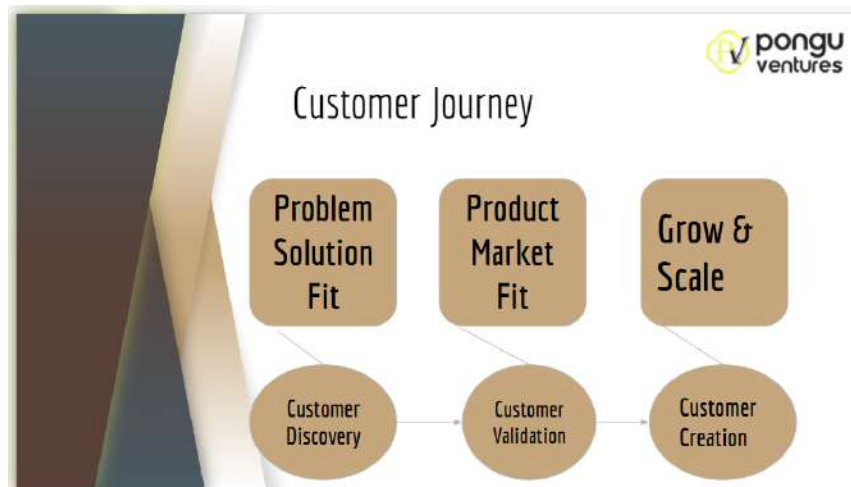 pongu
ventures
Customer Journey
Problem
Solution
Fit
Product
Market
Fit
Grow &
Scale
Customer
Discovery
Customer
Validation
Customer
Creation